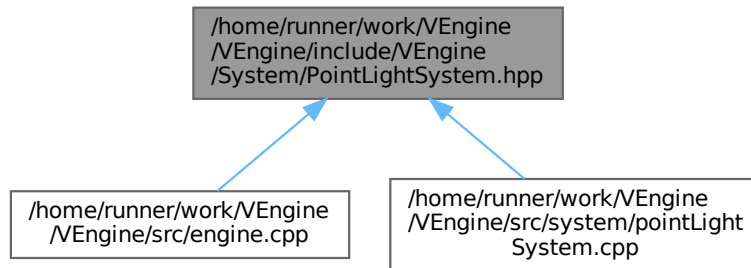 /home/runner/work/VEngine
/VEngine/include/VEngine
/System/PointLightSystem.hpp
/home/runner/work/VEngine
/VEngine/src/engine.cpp
/home/runner/work/VEngine
/VEngine/src/system/pointLight
System.cpp